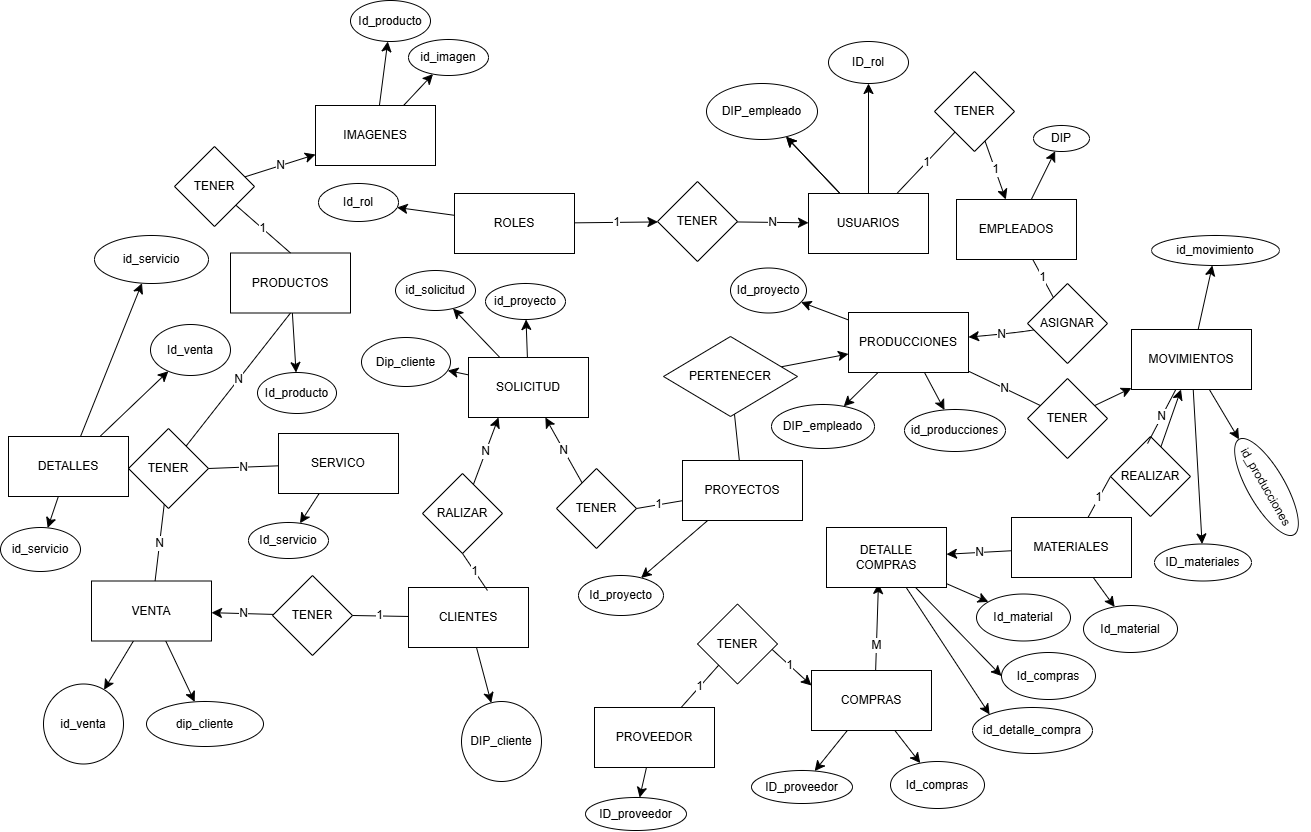 Id_producto
id_imagen
IMAGENES
TENER
N
1
ID_rol
DIP_empleado
TENER
DIP
1
1
Id_rol
ROLES
1
TENER
N
USUARIOS
EMPLEADOS
id_servicio
PRODUCTOS
id_solicitud
id_proyecto
Id_proyecto
1
ASIGNAR
N
id_movimiento
Id_venta
Dip_cliente
SOLICITUD
PRODUCCIONES
MOVIMIENTOS
N
Id_producto
PERTENECER
N
TENER
DIP_empleado
id_producciones
N
DETALLES
TENER
N
SERVICO
N
N
REALIZAR
id_producciones
1
PROYECTOS
1
TENER
RALIZAR
id_servicio
Id_servicio
N
DETALLE
COMPRAS
N
MATERIALES
ID_materiales
1
Id_proyecto
VENTA
N
TENER
1
CLIENTES
Id_material
Id_material
TENER
M
1
1
Id_compras
COMPRAS
id_venta
dip_cliente
DIP_cliente
PROVEEDOR
id_detalle_compra
ID_proveedor
Id_compras
ID_proveedor